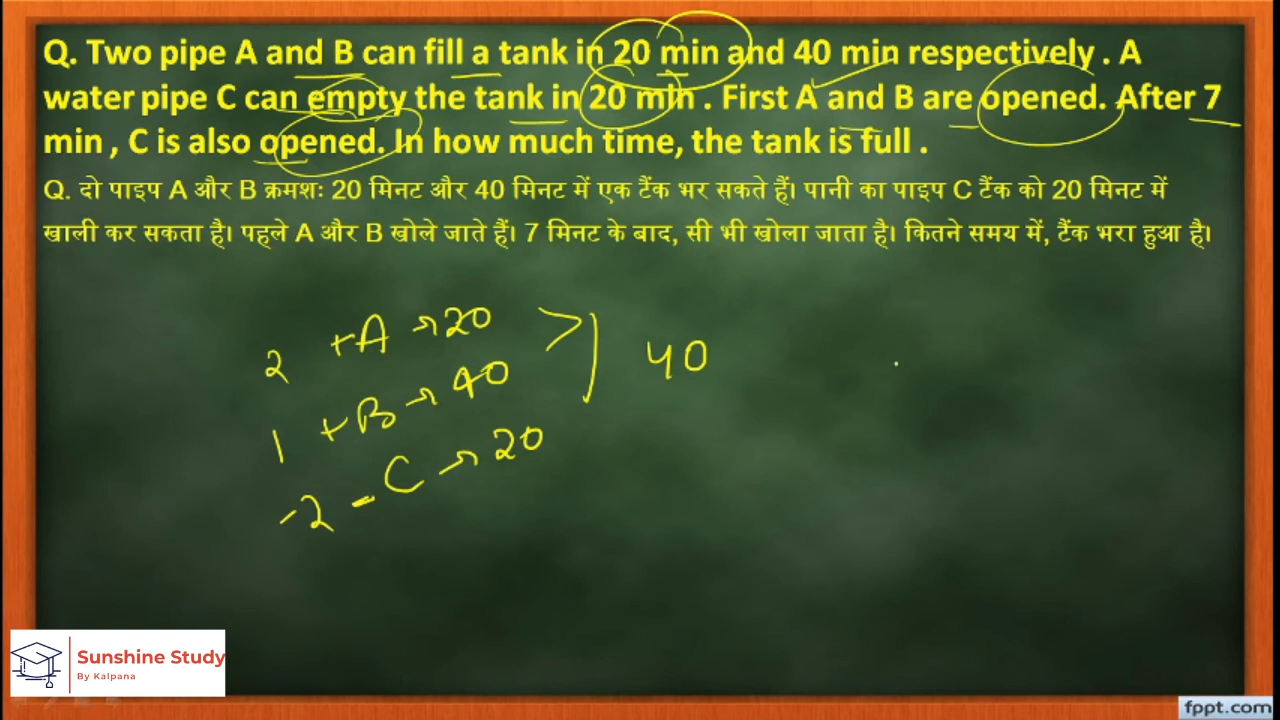 Q. Two pipe A and B can fill a tank in 20 min and 40 min respectively . A
water pipe C can empty the tank in 20 min . First A and B are opened. After 7
min , C is also opened. In how much time, the tank is full .
Q. दो पाइप A और B क्रमशः 20 मिनट और 40 मिनट में एक टैंक भर सकते हैं। पानी का पाइप C टैंक को 20 मिनट में
खाली कर सकता है। पहले A और B खोले जाते हैं। 7 मिनट के बाद, सी भी खोला जाता है। कितने समय में, टैंक भरा हुआ है।
2 +A → 20
1 +B → 40
40
-2 - C → 20
Sunshine Study
By Kalpana
fppt.com